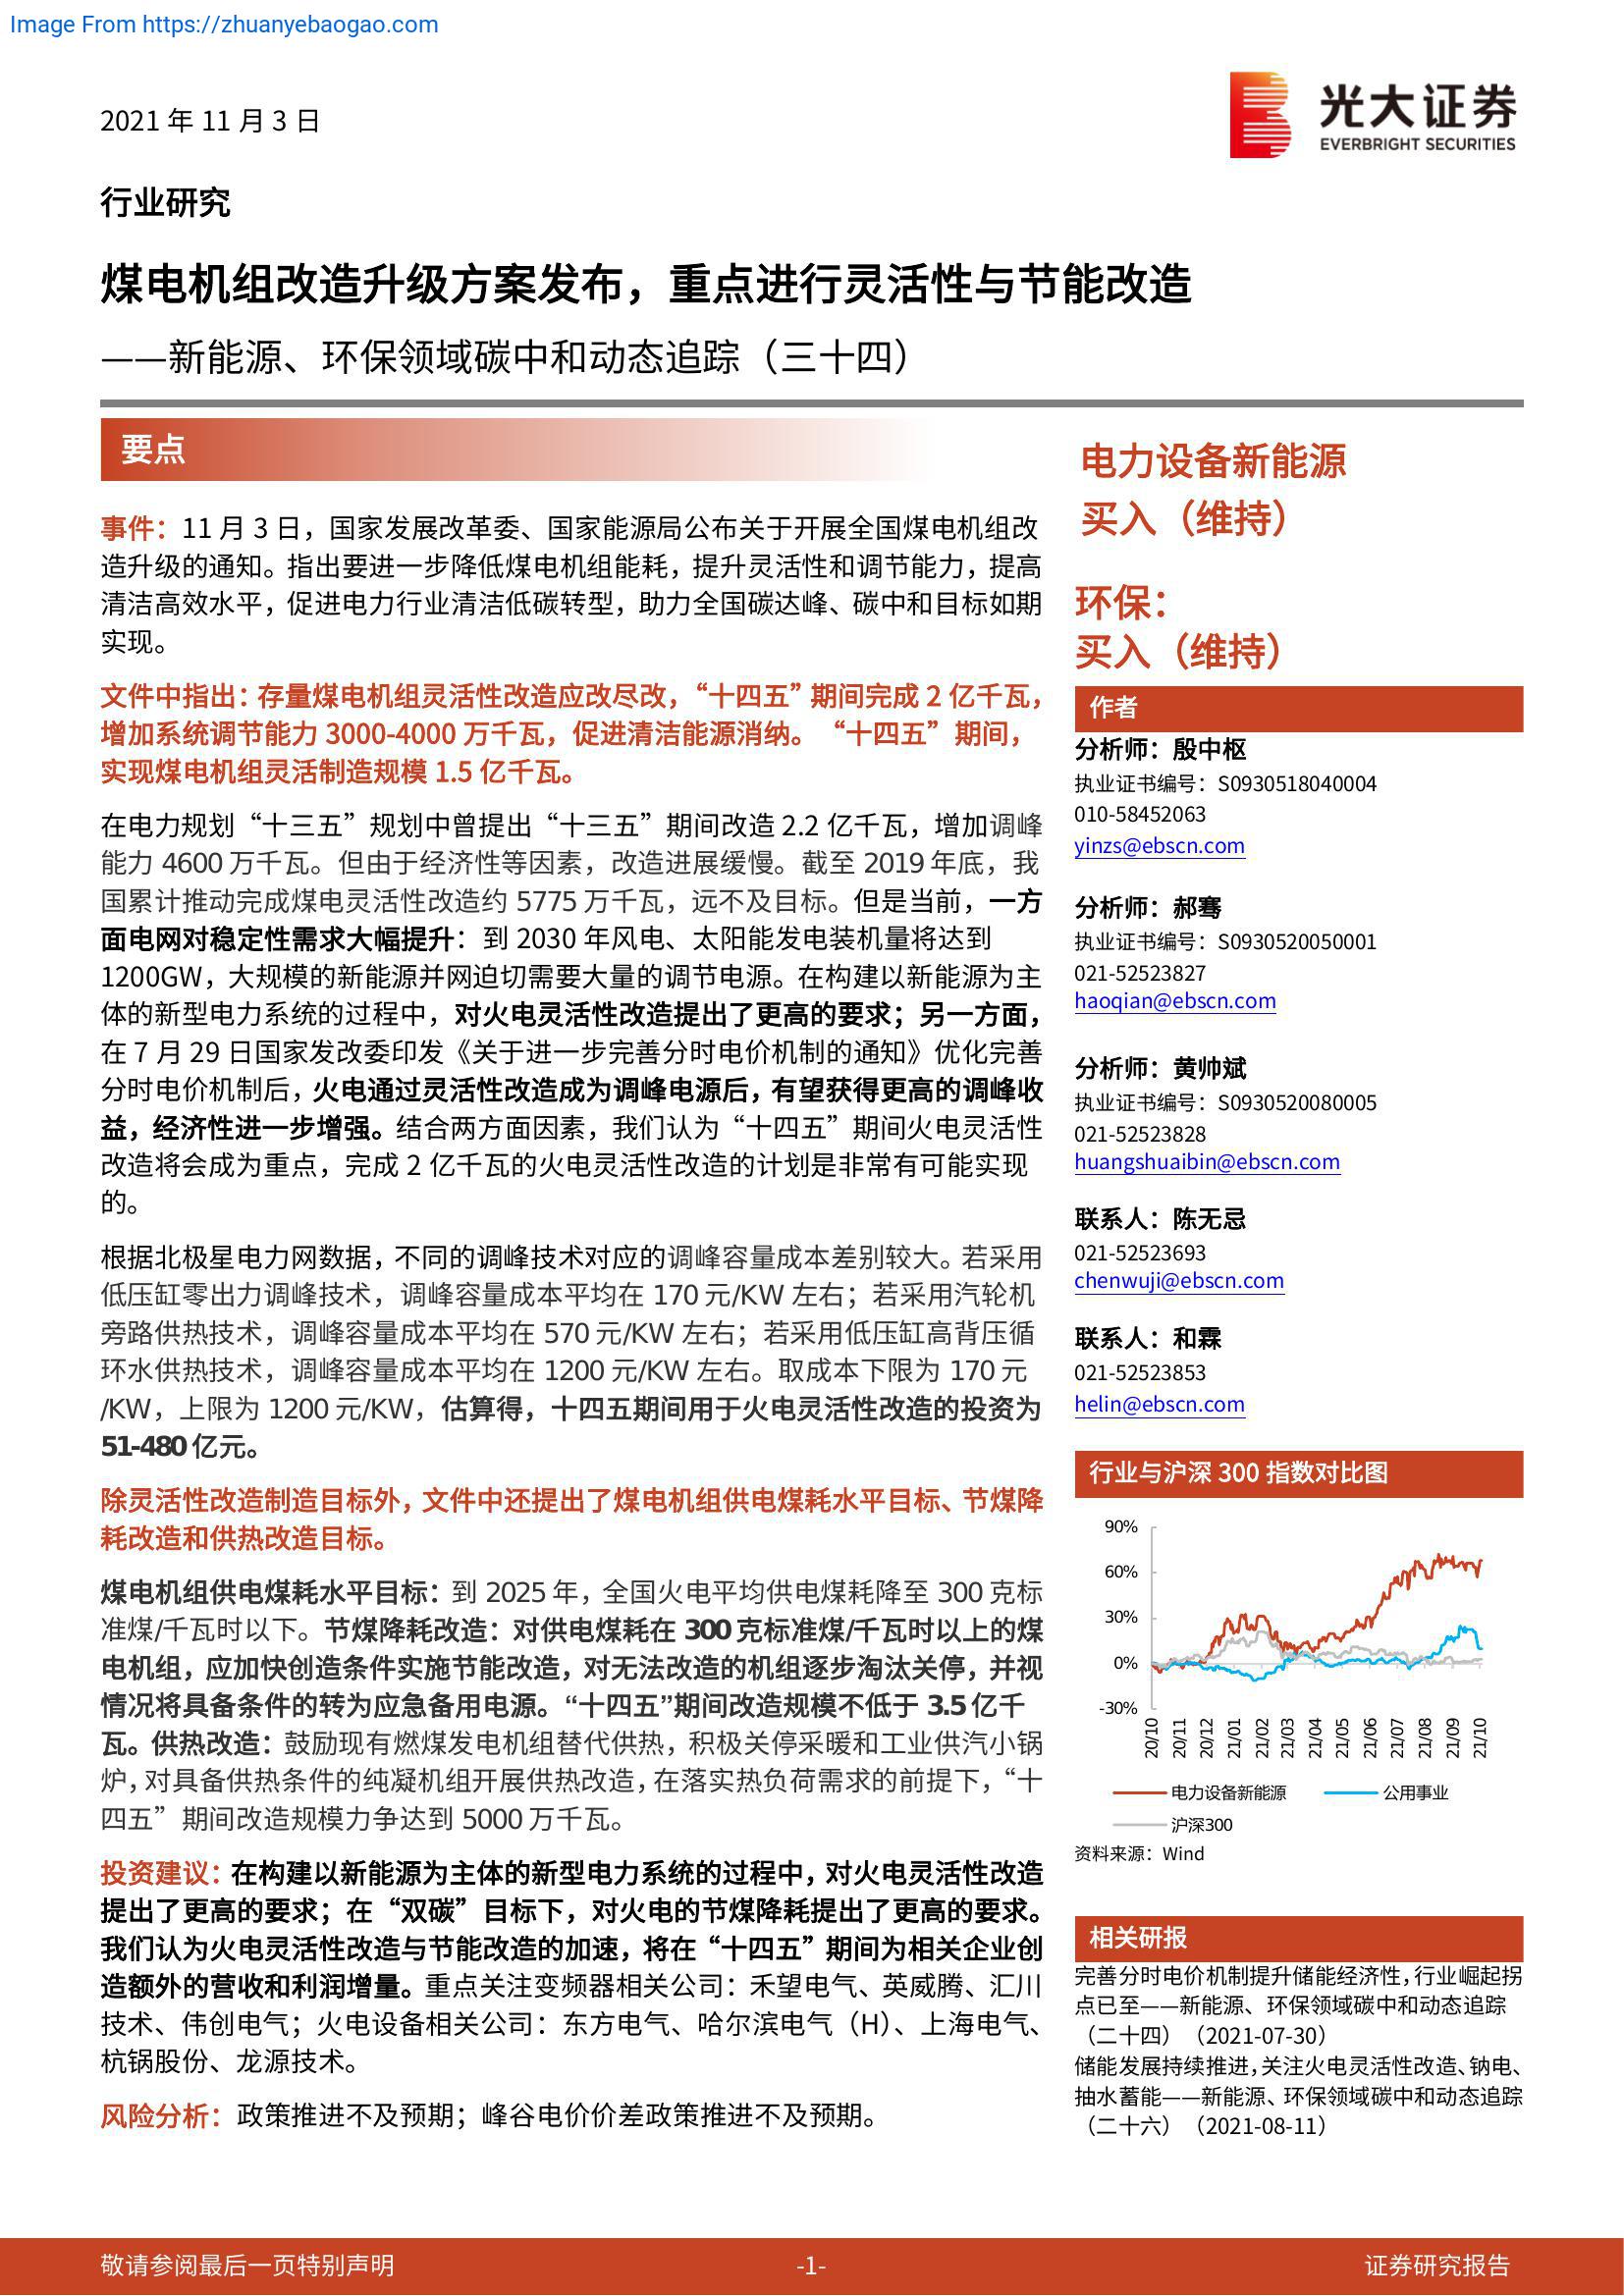 Image From https://zhuanyebaogao.com
2021 年 11 月 3 日
光大证券
EVERBRIGHT SECURITIES
行业研究
煤电机组改造升级方案发布，重点进行灵活性与节能改造
——新能源、环保领域碳中和动态追踪（三十四）
要点
事件：11 月 3 日，国家发展改革委、国家能源局公布关于开展全国煤电机组改
造升级的通知。指出要进一步降低煤电机组能耗，提升灵活性和调节能力，提高
清洁高效水平，促进电力行业清洁低碳转型，助力全国碳达峰、碳中和目标如期
实现。
文件中指出：存量煤电机组灵活性改造应改尽改，“十四五”期间完成 2 亿千瓦，
增加系统调节能力 3000-4000 万千瓦，促进清洁能源消纳。“十四五”期间，
实现煤电机组灵活制造规模 1.5 亿千瓦。
在电力规划“十三五”规划中曾提出“十三五”期间改造 2.2 亿千瓦，增加调峰
能力 4600 万千瓦。但由于经济性等因素，改造进展缓慢。截至 2019 年底，我
国累计推动完成煤电灵活性改造约 5775 万千瓦，远不及目标。但是当前，一方
面电网对稳定性需求大幅提升：到 2030 年风电、太阳能发电装机量将达到
1200GW，大规模的新能源并网迫切需要大量的调节电源。在构建以新能源为主
体的新型电力系统的过程中，对火电灵活性改造提出了更高的要求；另一方面，
在 7 月 29 日国家发改委印发《关于进一步完善分时电价机制的通知》优化完善
分时电价机制后，火电通过灵活性改造成为调峰电源后，有望获得更高的调峰收
益，经济性进一步增强。结合两方面因素，我们认为“十四五”期间火电灵活性
改造将会成为重点，完成 2 亿千瓦的火电灵活性改造的计划是非常有可能实现
的。
根据北极星电力网数据，不同的调峰技术对应的调峰容量成本差别较大。若采用
低压缸零出力调峰技术，调峰容量成本平均在 170 元/KW 左右；若采用汽轮机
旁路供热技术，调峰容量成本平均在 570 元/KW 左右；若采用低压缸高背压循
环水供热技术，调峰容量成本平均在 1200 元/KW 左右。取成本下限为 170 元
/KW，上限为 1200 元/KW，估算得，十四五期间用于火电灵活性改造的投资为
51-480 亿元。
除灵活性改造制造目标外，文件中还提出了煤电机组供电煤耗水平目标、节煤降
耗改造和供热改造目标。
煤电机组供电煤耗水平目标：到 2025 年，全国火电平均供电煤耗降至 300 克标
准煤/千瓦时以下。节煤降耗改造：对供电煤耗在 300 克标准煤/千瓦时以上的煤
电机组，应加快创造条件实施节能改造，对无法改造的机组逐步淘汰关停，并视
情况将具备条件的转为应急备用电源。“十四五”期间改造规模不低于 3.5 亿千
瓦。供热改造：鼓励现有燃煤发电机组替代供热，积极关停采暖和工业供汽小锅
炉，对具备供热条件的纯凝机组开展供热改造，在落实热负荷需求的前提下，“十
四五”期间改造规模力争达到 5000 万千瓦。
投资建议：在构建以新能源为主体的新型电力系统的过程中，对火电灵活性改造
提出了更高的要求；在“双碳”目标下，对火电的节煤降耗提出了更高的要求。
我们认为火电灵活性改造与节能改造的加速，将在“十四五”期间为相关企业创
造额外的营收和利润增量。重点关注变频器相关公司：禾望电气、英威腾、汇川
技术、伟创电气；火电设备相关公司：东方电气、哈尔滨电气（H）、上海电气、
杭锅股份、龙源技术。
风险分析：政策推进不及预期；峰谷电价价差政策推进不及预期。
电力设备新能源
买入（维持）
环保：
买入（维持）
作者
分析师：殷中枢
执业证书编号：S0930518040004
010-58452063
yinzs@ebscn.com
分析师：郝骞
执业证书编号：S0930520050001
021-52523827
haoqian@ebscn.com
分析师：黄帅斌
执业证书编号：S0930520080005
021-52523828
huangshuaibin@ebscn.com
联系人：陈无忌
021-52523693
chenwuji@ebscn.com
联系人：和霖
021-52523853
helin@ebscn.com
行业与沪深 300 指数对比图
90%
60%
30%
0%
-30%
20/10
20/11
20/12
21/01
21/02
21/03
21/04
21/05
21/06
21/07
21/08
21/09
21/10
电力设备新能源
公用事业
沪深300
资料来源：Wind
相关研报
完善分时电价机制提升储能经济性，行业崛起拐
点已至——新能源、环保领域碳中和动态追踪
（二十四）（2021-07-30）
储能发展持续推进，关注火电灵活性改造、钠电、
抽水蓄能——新能源、环保领域碳中和动态追踪
（二十六）（2021-08-11）
敬请参阅最后一页特别声明
-1-
证券研究报告